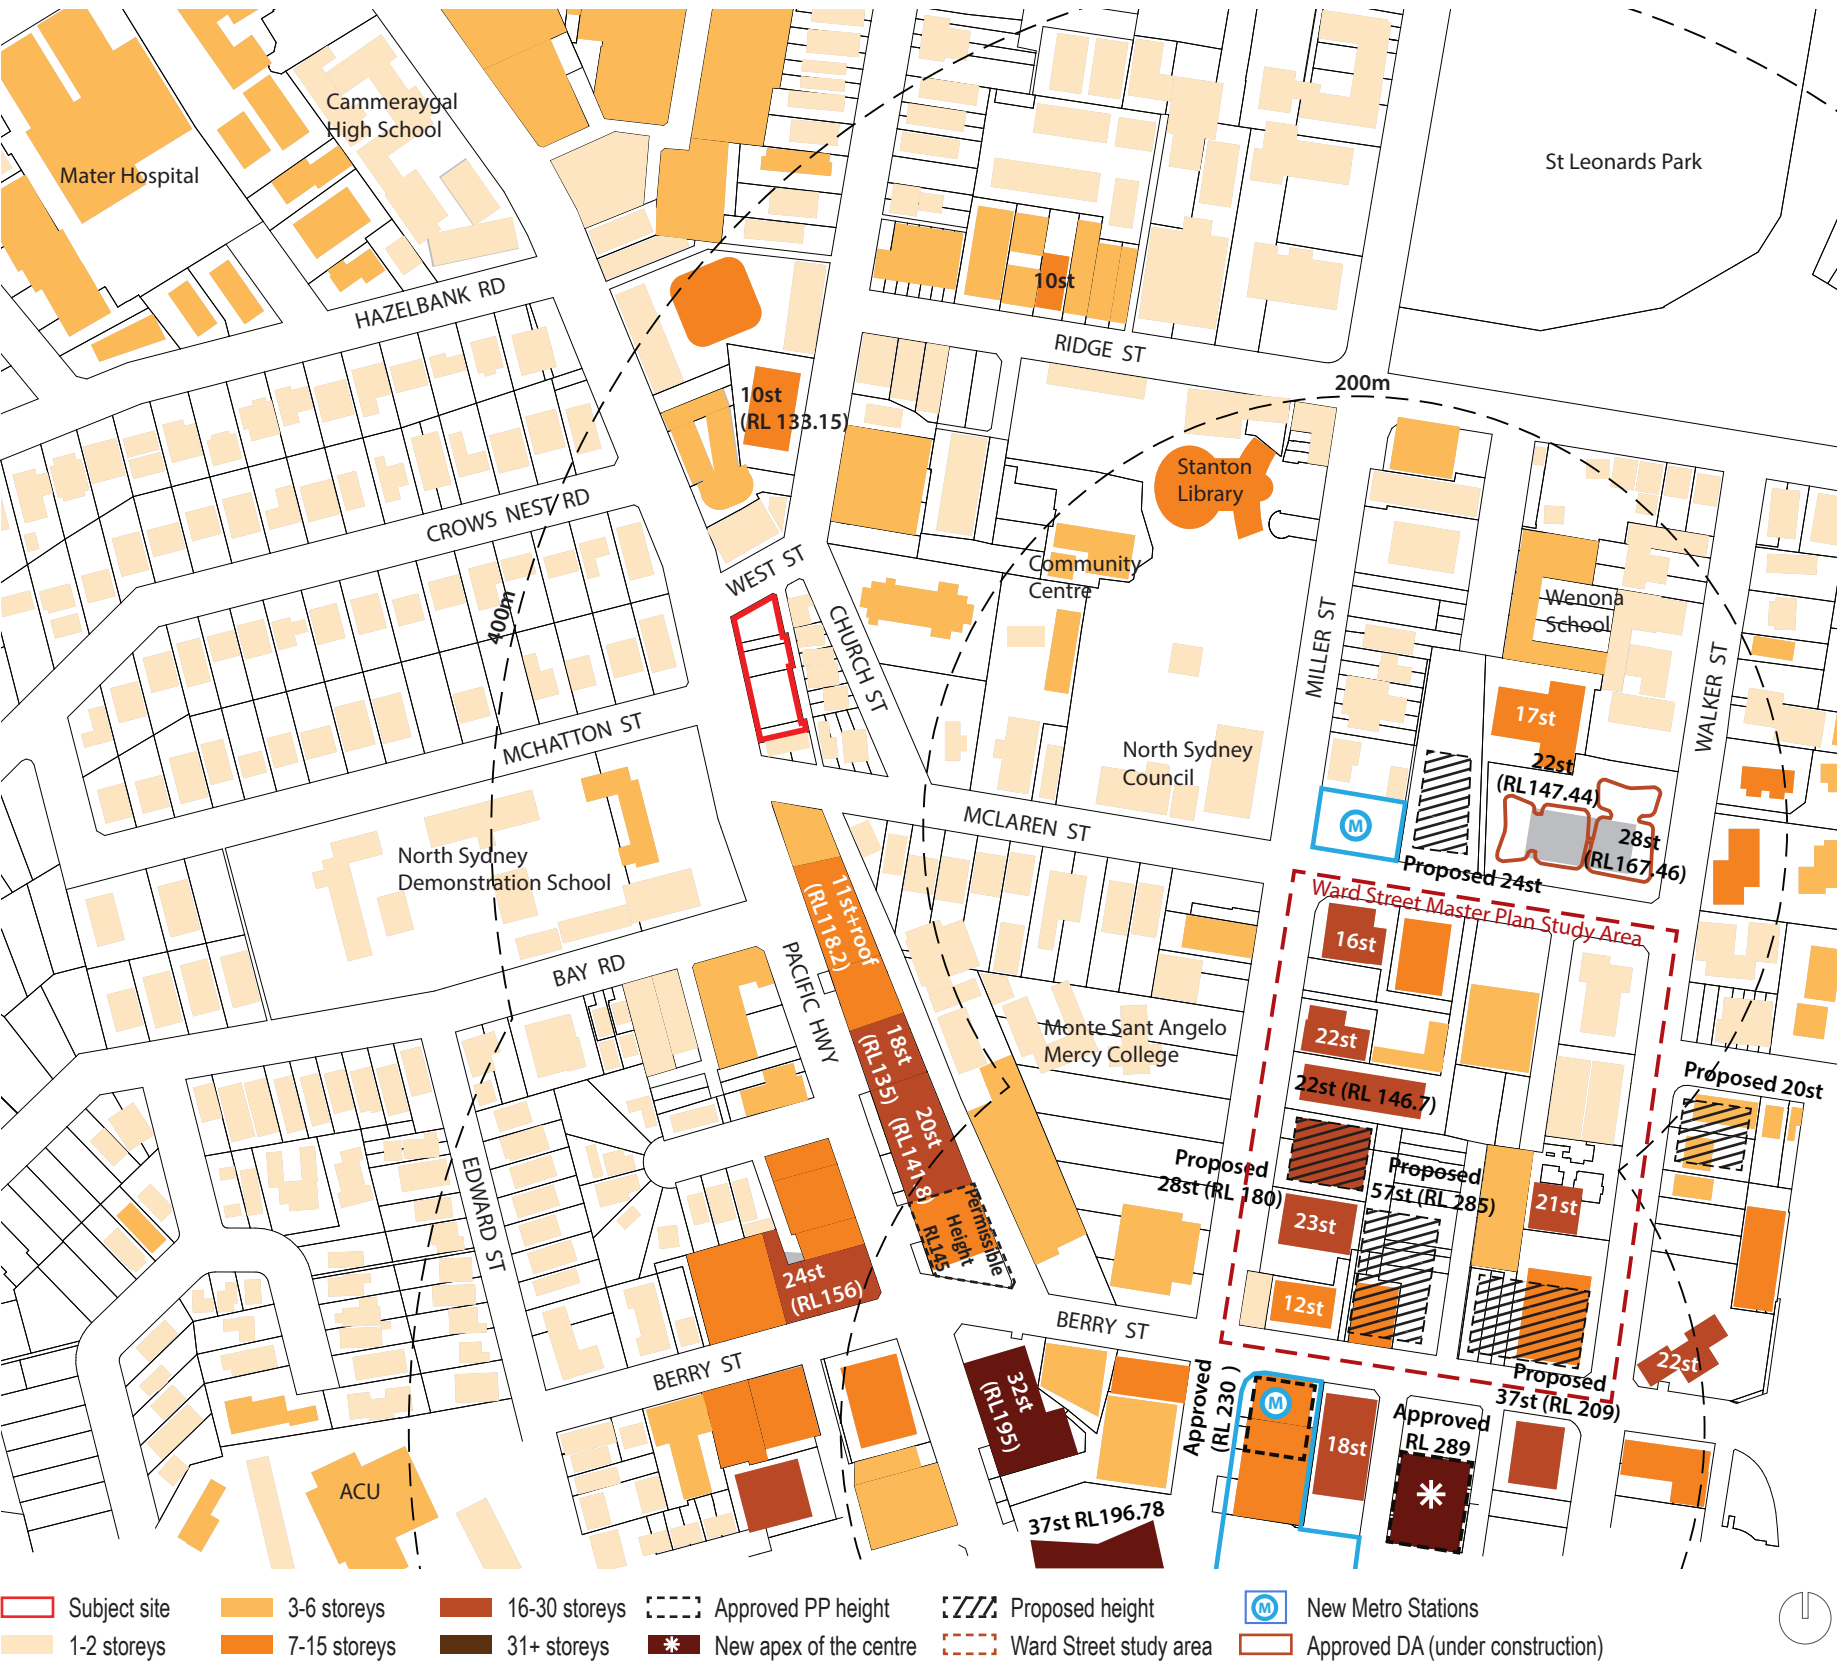 Cammeraygal
High School
Mater Hospital
St Leonards Park
HAZELBANK RD
10st
RIDGE ST
200m
10st
(RL 133.15)
Stanton
Library
CROWS NEST RD
WEST ST
Community
Centre
Wenona
School
400m
CHURCH ST
MILLER ST
WALKER ST
MCHATTON ST
17st
North Sydney
Council
22st
(RL147.44)
MCLAREN ST
M
28st
(RL167.46)
North Sydney
Demonstration School
Proposed 24st
11st+roof
(RL118.2)
Ward Street Master Plan Study Area
16st
BAY RD
PACIFIC HWY
Monte Sant Angelo
Mercy College
18st
(RL135)
22st
22st (RL 146.7)
Proposed 20st
20st
(RL141.8)
EDWARD ST
Proposed
28st (RL 180)
Proposed
57st (RL 285)
21st
23st
Permissible
Height
RL145
24st
(RL156)
12st
BERRY ST
BERRY ST
22st
32st
(RL195)
Approved
(RL 230 )
M
18st
Approved
RL 289
Proposed
37st (RL 209)
ACU
37st RL196.78
Subject site
3-6 storeys
16-30 storeys
Approved PP height
Proposed height
M
New Metro Stations
1-2 storeys
7-15 storeys
31+ storeys
New apex of the centre
Ward Street study area
Approved DA (under construction)